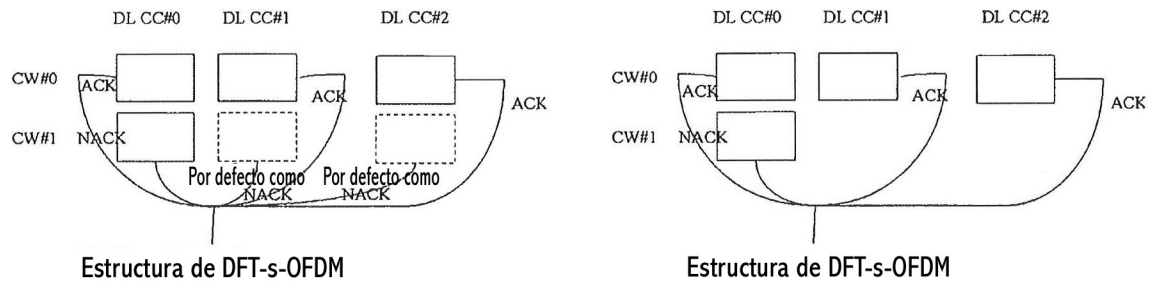 DL CC#0 DL CC#1 DL CC#2
CW#0 ACK ACK ACK
CW#1 NACK
Por defecto como Por defecto como
NACK NACK
Estructura de DFT-s-OFDM
DL CC#0 DL CC#1 DL CC#2
CW#0 ACK ACK ACK
CW#1 NACK
Estructura de DFT-s-OFDM